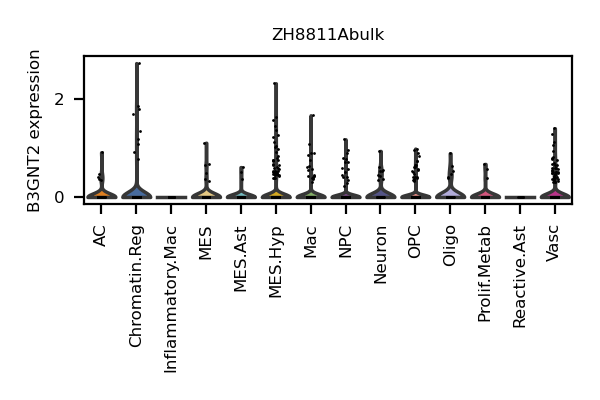 ZH8811Abulk
B3GNT2 expression
2
0
AC
Chromatin.Reg
Inflammatory.Mac
MES
MES.Ast
MES.Hyp
Mac
NPC
Neuron
OPC
Oligo
Prolif.Metab
Reactive.Ast
Vasc